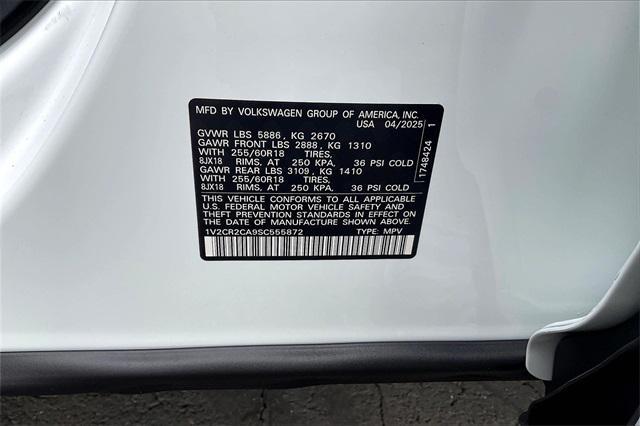 MFD BY VOLKSWAGEN GROUP OF AMERICA, INC.
USA 04/2025
GVWR LBS 5886, KG 2670
GAWR FRONT LBS 2888, KG 1310
WITH 255/60R18 TIRES,
8JX18 RIMS, AT 250 KPA, 36 PSI COLD
GAWR REAR LBS 3109, KG 1410
WITH 255/60R18 TIRES,
8JX18 RIMS, AT 250 KPA, 36 PSI COLD
THIS VEHICLE CONFORMS TO ALL APPLICABLE
U.S. FEDERAL MOTOR VEHICLE SAFETY AND
THEFT PREVENTION STANDARDS IN EFFECT ON
THE DATE OF MANUFACTURE SHOWN ABOVE.
1V2CR2CA9SC555872 TYPE: MPV
1748424 1